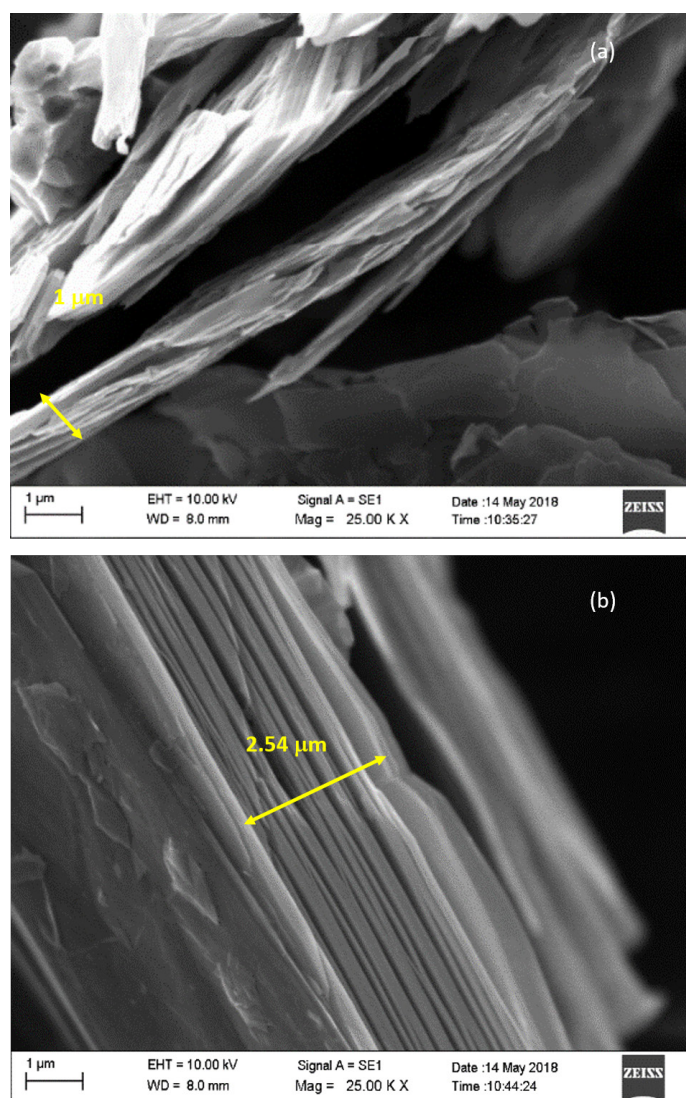 (a)
1 μm
1 μm
EHT = 10.00 kV Signal A = SE1 Date :14 May 2018
WD = 8.0 mm Mag = 25.00 K X Time :10:35:27
ZEISS
(b)
2.54 μm
1 μm
EHT = 10.00 kV Signal A = SE1 Date :14 May 2018
WD = 8.0 mm Mag = 25.00 K X Time :10:44:24
ZEISS